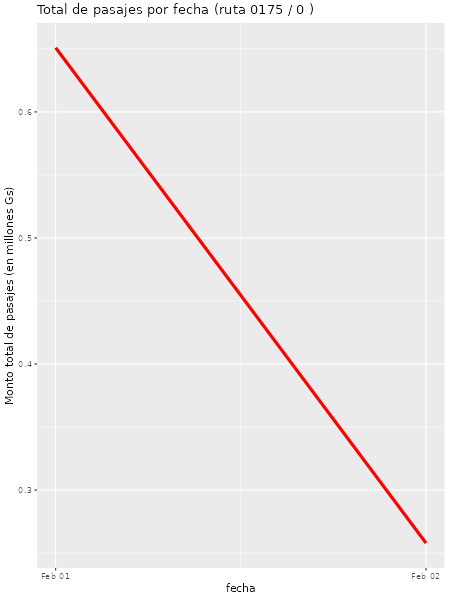 Total de pasajes por fecha (ruta 0175 / 0 )
Monto total de pasajes (en millones Gs)
0.6
0.5
0.4
0.3
Feb 01
Feb 02
fecha